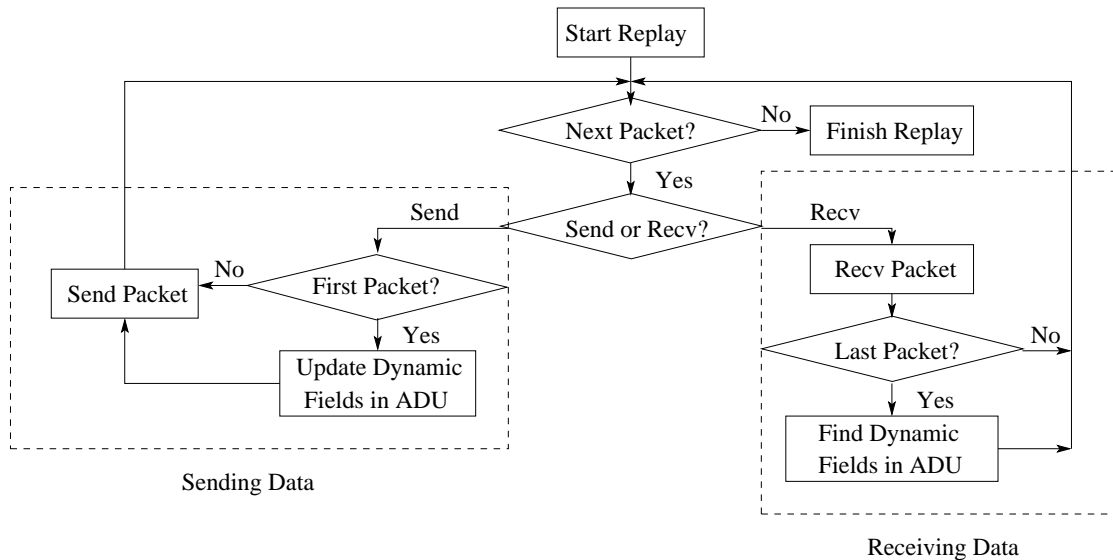 Start Replay
Next Packet?
No
Finish Replay
Yes
Send
Send or Recv?
Recv
No
Send Packet
First Packet?
Recv Packet
Yes
Last Packet?
No
Update Dynamic
Fields in ADU
Yes
Find Dynamic
Fields in ADU
Sending Data
Receiving Data